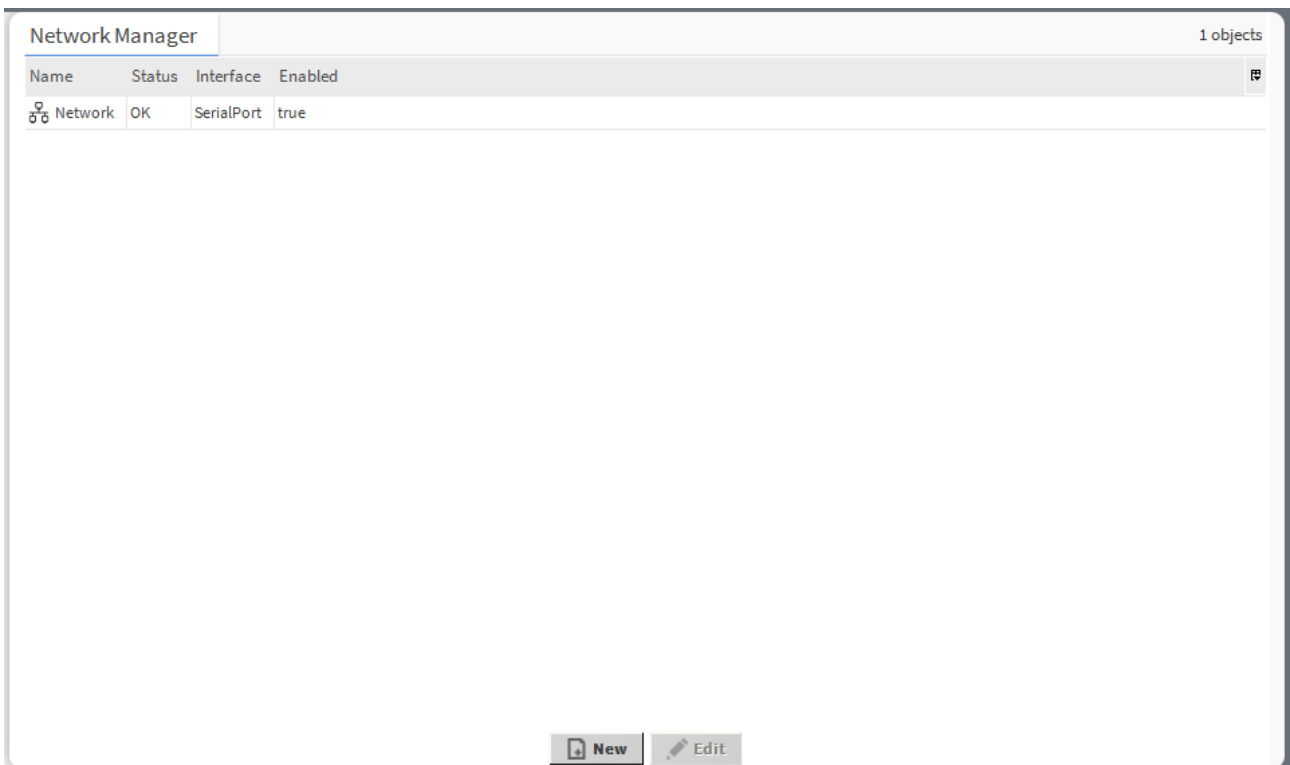 Network Manager 1 objects
Name Status Interface Enabled
Network OK SerialPort true
New Edit